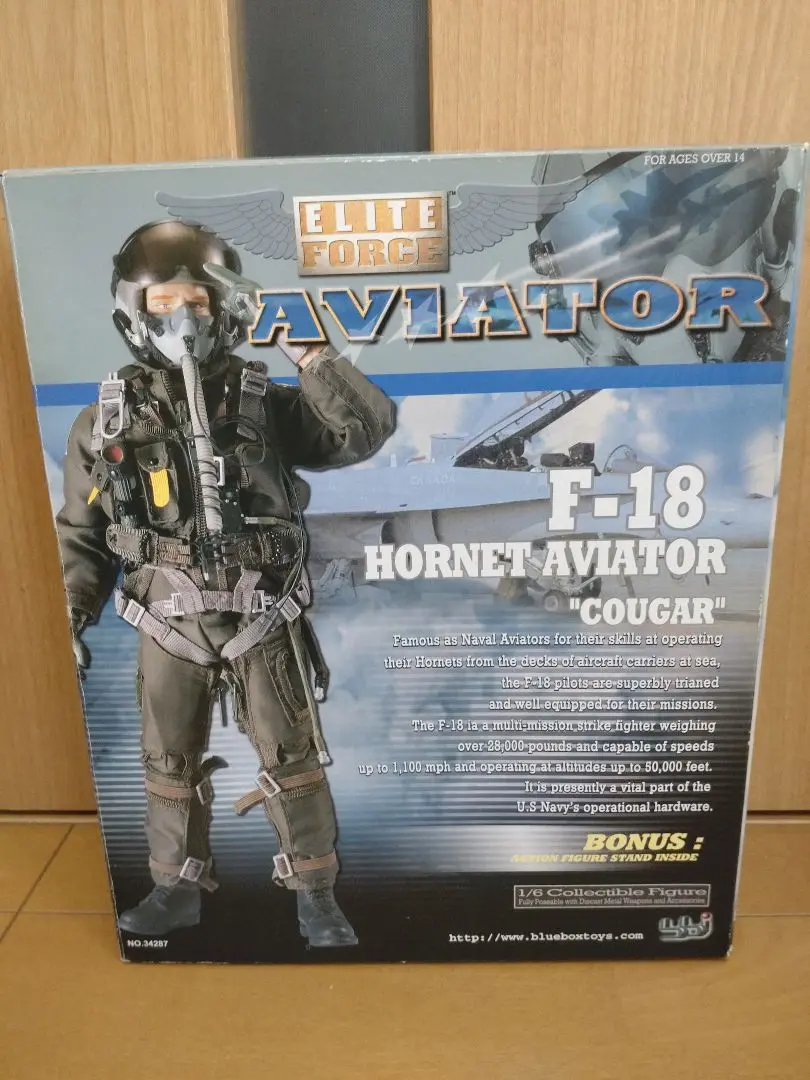 FOR AGES OVER 14
ELITE
FORCE
™
AVIATOR
CANADA
F-18
HORNET AVIATOR
"COUGAR"
Famous as Naval Aviators for their skills at operating
their Hornets from the decks of aircraft carriers at sea,
the F-18 pilots are superbly trianed
and well equipped for their missions.
The F-18 ia a multi-mission strike fighter weighing
over 28,000 pounds and capable of speeds
up to 1,100 mph and operating at altitudes up to 50,000 feet.
It is presently a vital part of the
U.S Navy's operational hardware.
BONUS :
ACTION FIGURE STAND INSIDE
1/6 Collectible Figure
Fully Poseable with Diecast Metal Weapons and Accessories
NO.34287
http://www.blueboxtoys.com
bbi